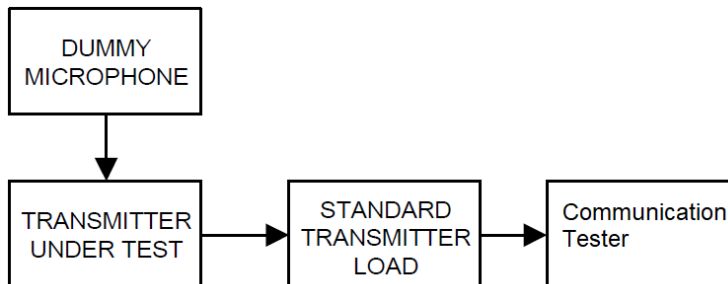 DUMMY
MICROPHONE
TRANSMITTER
UNDER TEST
STANDARD
TRANSMITTER
LOAD
Communication
Tester